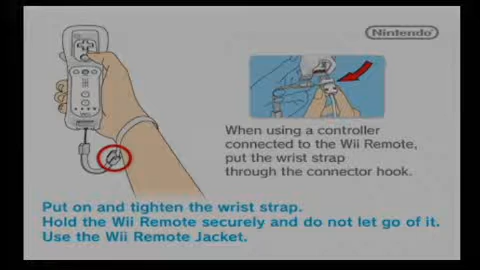 Nintendo
When using a controller
connected to the Wii Remote,
put the wrist strap
through the connector hook.
Put on and tighten the wrist strap.
Hold the Wii Remote securely and do not let go of it.
Use the Wii Remote Jacket.